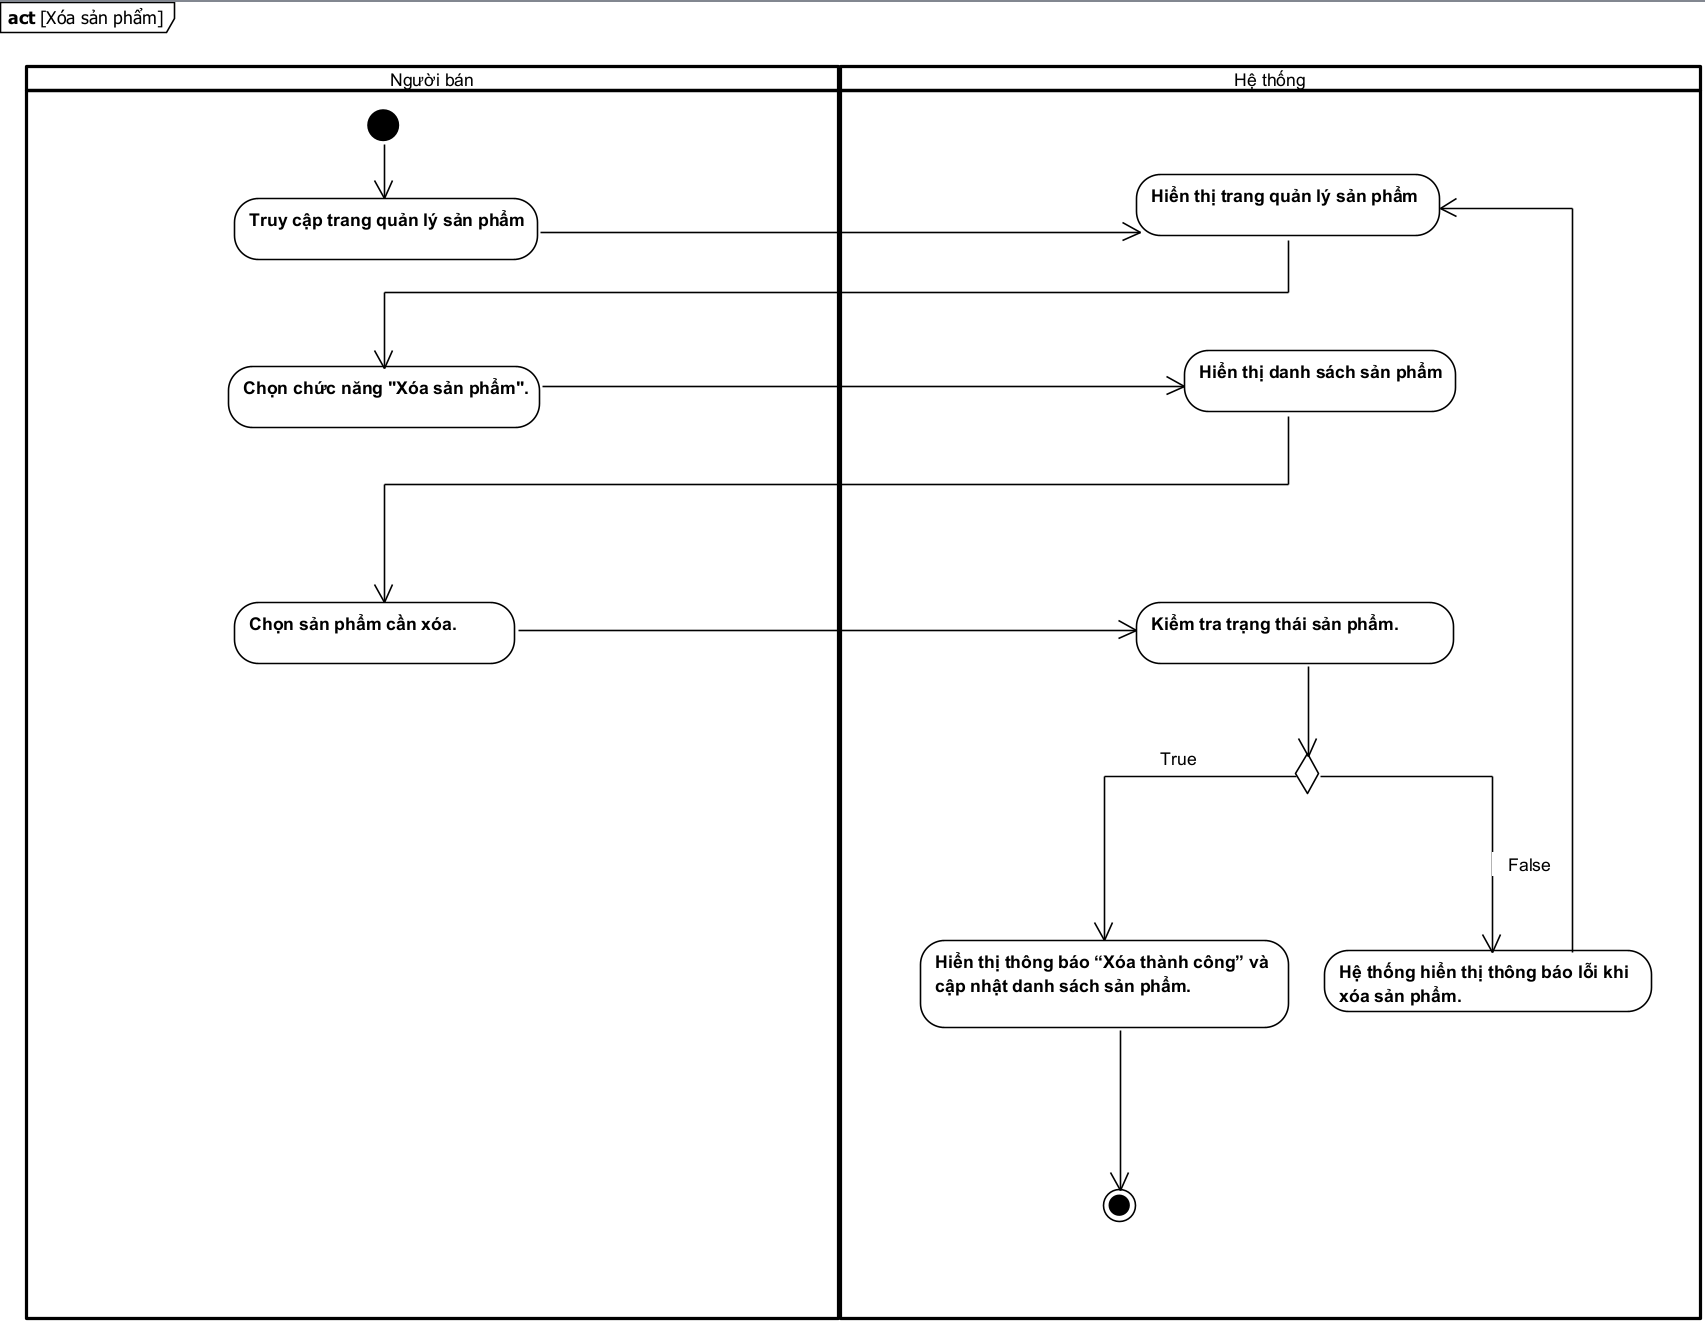 act [Xóa sản phẩm]
Người bán
Hệ thống
Truy cập trang quản lý sản phẩm
Hiển thị trang quản lý sản phẩm
Chọn chức năng "Xóa sản phẩm".
Hiển thị danh sách sản phẩm
Chọn sản phẩm cần xóa.
Kiểm tra trạng thái sản phẩm.
True
False
Hiển thị thông báo “Xóa thành công” và
cập nhật danh sách sản phẩm.
Hệ thống hiển thị thông báo lỗi khi
xóa sản phẩm.